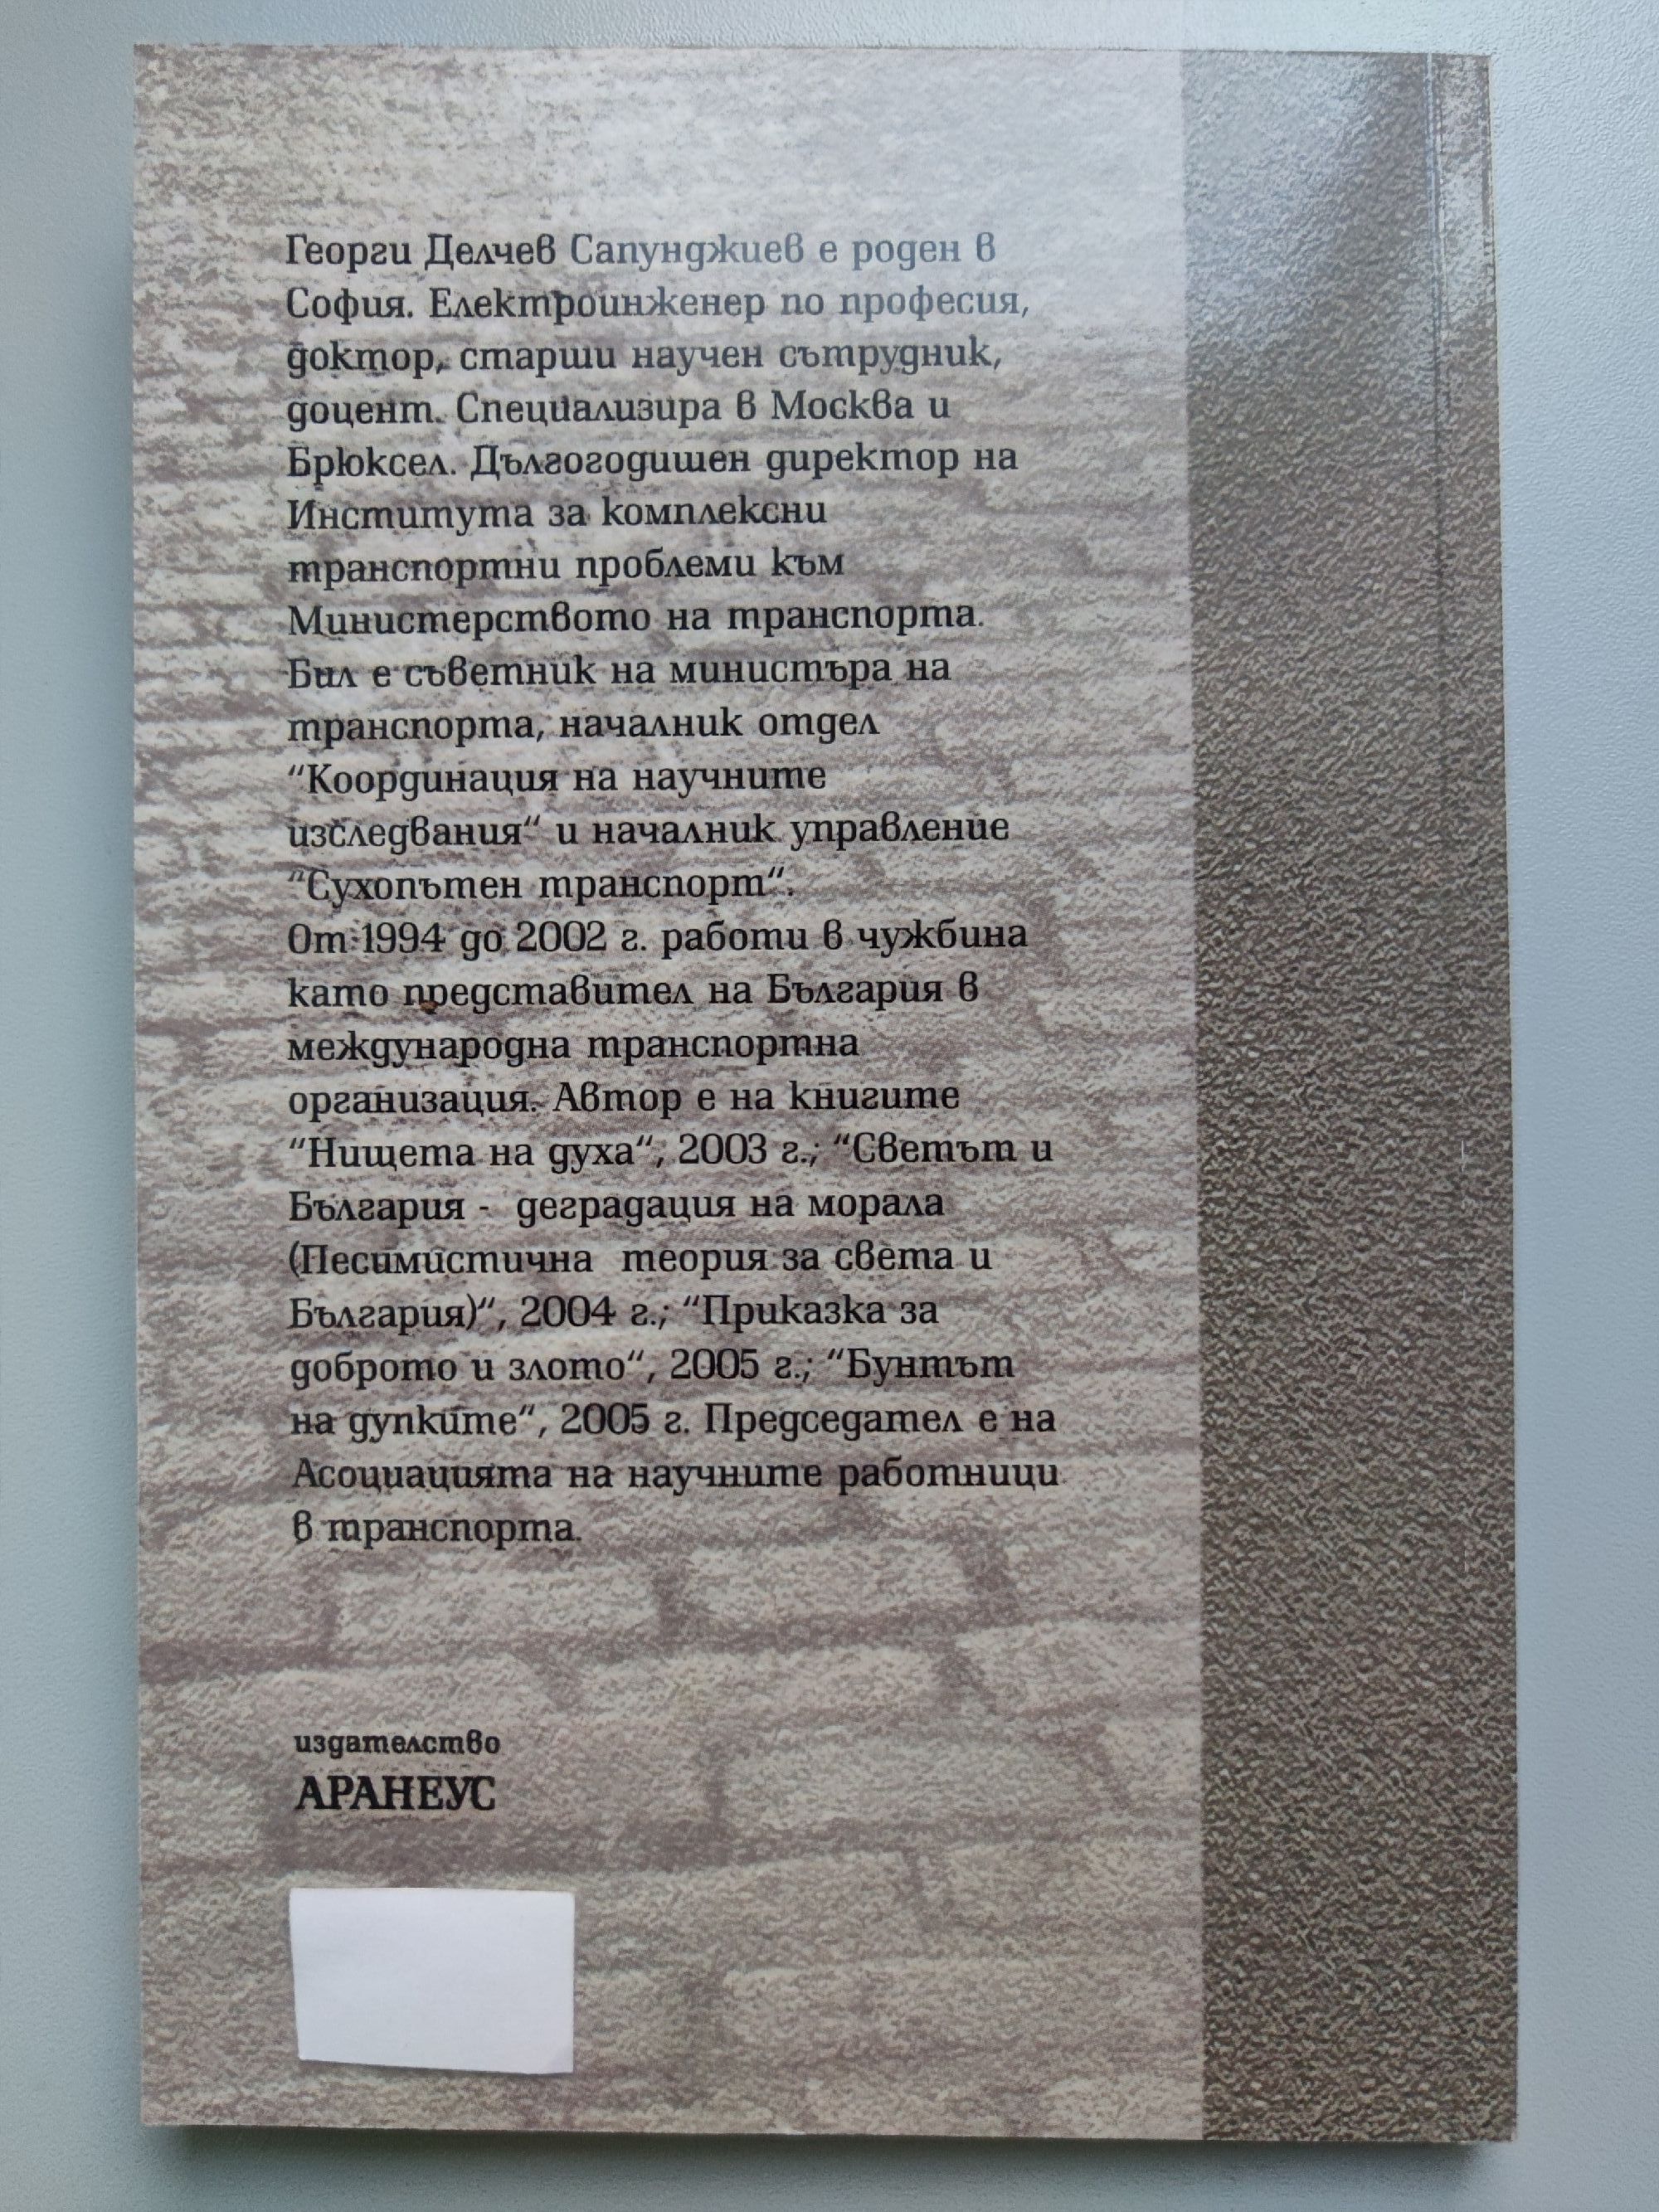 Георги Делчев Сапунджиев е роден в
София. Електроинженер по професия,
доктор, старши научен сътрудник,
доцент. Специализира в Москва и
Брюксел. Дългогодишен директор на
Института за комплексни
транспортни проблеми към
Министерството на транспорта.
Бил е съветник на министъра на
транспорта, началник отдел
“Координация на научните
изследвания“ и началник управление
“Сухопътен транспорт“.
От 1994 до 2002 г. работи в чужбина
като представител на България в
международна транспортна
организация. Автор е на книгите
“Нищета на духа“, 2003 г.; “Светът и
България - деградация на морала
(Песимистична теория за света и
България)“, 2004 г.; “Приказка за
доброто и злото“, 2005 г.; “Бунтът
на дупките“, 2005 г. Председател е на
Асоциацията на научните работници
в транспорта.
издателство
АРАНЕУС